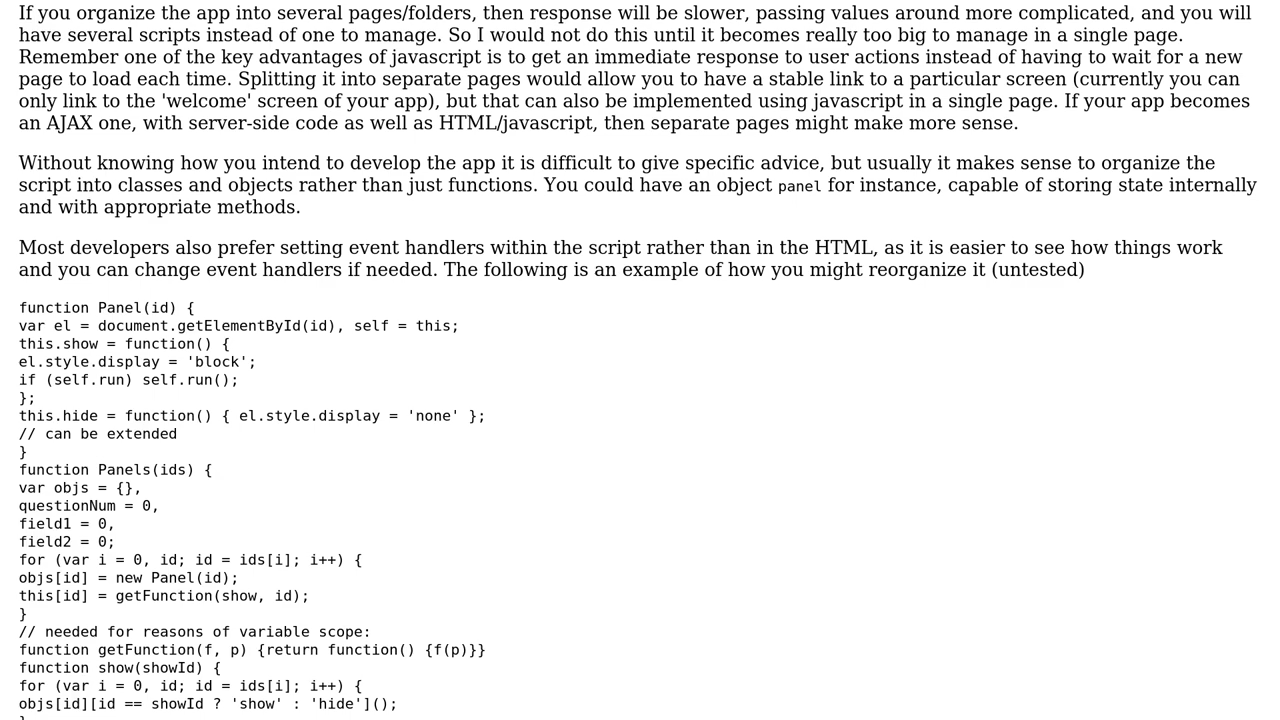 If you organize the app into several pages/folders, then response will be slower, passing values around more complicated, and you will
have several scripts instead of one to manage. So I would not do this until it becomes really too big to manage in a single page.
Remember one of the key advantages of javascript is to get an immediate response to user actions instead of having to wait for a new
page to load each time. Splitting it into separate pages would allow you to have a stable link to a particular screen (currently you can
only link to the 'welcome' screen of your app), but that can also be implemented using javascript in a single page. If your app becomes
an AJAX one, with server-side code as well as HTML/javascript, then separate pages might make more sense.
Without knowing how you intend to develop the app it is difficult to give specific advice, but usually it makes sense to organize the
script into classes and objects rather than just functions. You could have an object panel for instance, capable of storing state internally
and with appropriate methods.
Most developers also prefer setting event handlers within the script rather than in the HTML, as it is easier to see how things work
and you can change event handlers if needed. The following is an example of how you might reorganize it (untested)
function Panel(id) {
var el = document.getElementById(id), self = this;
this.show = function() {
el.style.display = 'block';
if (self.run) self.run();
};
this.hide = function() { el.style.display = 'none' };
// can be extended
}
function Panels(ids) {
var objs = {},
questionNum = 0,
field1 = 0,
field2 = 0;
for (var i = 0, id; id = ids[i]; i++) {
objs[id] = new Panel(id);
this[id] = getFunction(show, id);
}
// needed for reasons of variable scope:
function getFunction(f, p) {return function() {f(p)}}
function show(showId) {
for (var i = 0, id; id = ids[i]; i++) {
objs[id][id == showId ? 'show' : 'hide']();
}